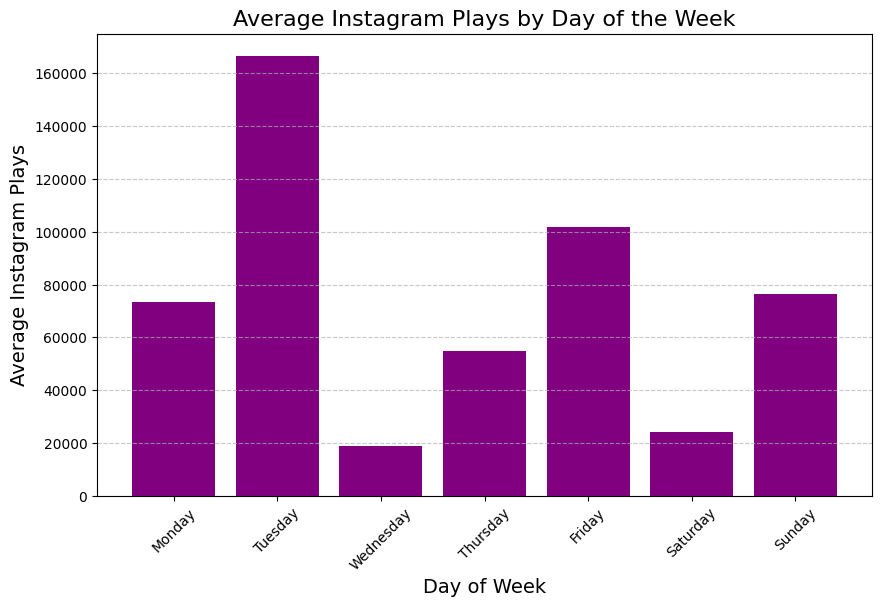 Average Instagram Plays by Day of the Week
Average Instagram Plays
160000
140000
120000
100000
80000
60000
40000
20000
0
Monday
Tuesday
Wednesday
Thursday
Friday
Saturday
Sunday
Day of Week